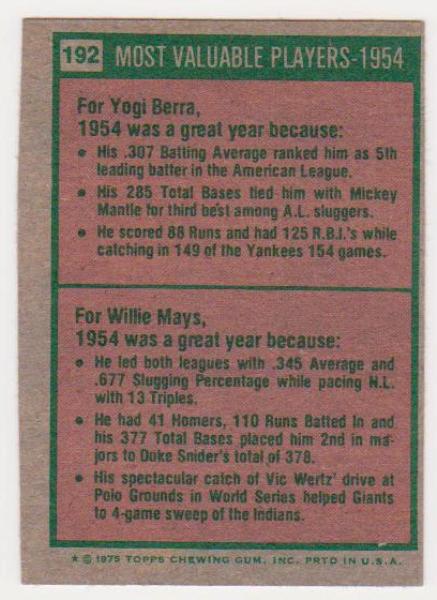 192 MOST VALUABLE PLAYERS-1954
For Yogi Berra,
1954 was a great year because:
• His .307 Batting Average ranked him as 5th
leading batter in the American League.
• His 285 Total Bases tied him with Mickey
Mantle for third best among A.L. sluggers.
• He scored 88 Runs and had 125 R.B.I.'s while
catching in 149 of the Yankees 154 games.
For Willie Mays,
1954 was a great year because:
• He led both leagues with .345 Average and
.677 Slugging Percentage while pacing N.L.
with 13 Triples.
• He had 41 Homers, 110 Runs Batted In and
his 377 Total Bases placed him 2nd in ma-
jors to Duke Snider's total of 378.
• His spectacular catch of Vic Wertz' drive at
Polo Grounds in World Series helped Giants
to 4-game sweep of the Indians.
★ © 1975 TOPPS CHEWING GUM, INC. PRTD IN U.S.A.